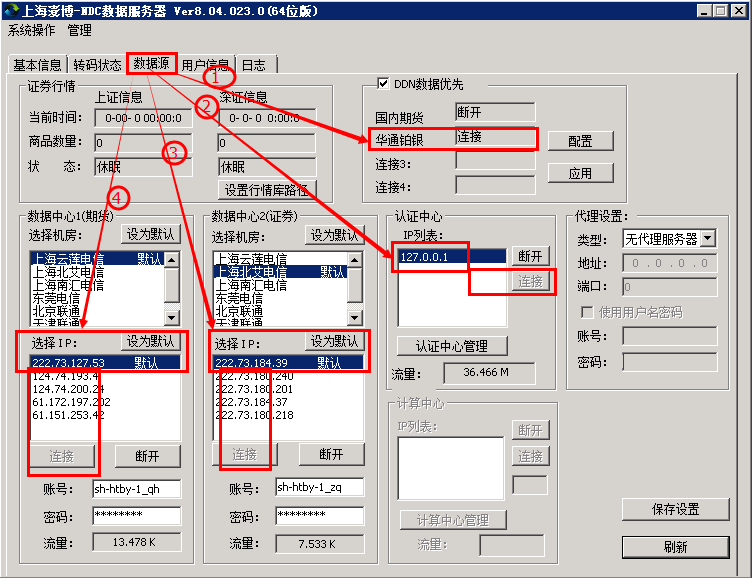 上海澎博-NDC数据服务器 Ver8.04.023.0(64位版)
系统操作 管理
基本信息 转码状态 数据源 用户信息 日志
① ② ③ ④
证券行情
上证信息 深证信息
当前时间: 0-00- 0 00:00:0 0- 0- 0 0:00:0
商品数量: 0 0
状 态: 休眠 休眠
设置行情库路径
DDN数据优先
国内期货 断开
华通铂银 连接 配置
连接3:
连接4: 应用
数据中心1(期货)
选择机房: 设为默认
上海云莲电信 默认
上海北艾电信
上海南汇电信
东莞电信
北京联通
天津联通
选择IP: 设为默认
222.73.127.53 默认
124.74.193.4
124.74.200.24
61.172.197.202
61.151.253.42
连接 断开
账号: sh-htby-1_qh
密码: ********
流量: 13.478 K
数据中心2(证券)
选择机房: 设为默认
上海云莲电信
上海北艾电信 默认
上海南汇电信
东莞电信
北京联通
天津联通
选择IP: 设为默认
222.73.184.39 默认
222.73.180.240
222.73.180.201
222.73.184.37
222.73.180.218
连接 断开
账号: sh-htby-1_zq
密码: ********
流量: 7.533 K
认证中心
IP列表:
127.0.0.1 断开
连接
认证中心管理
流量: 36.466 M
计算中心
IP列表:
断开
连接
计算中心管理
流量:
代理设置:
类型: 无代理服务器
地址: 0 . 0 . 0 . 0
端口: 0
使用用户名密码
账号:
密码:
保存设置
刷新